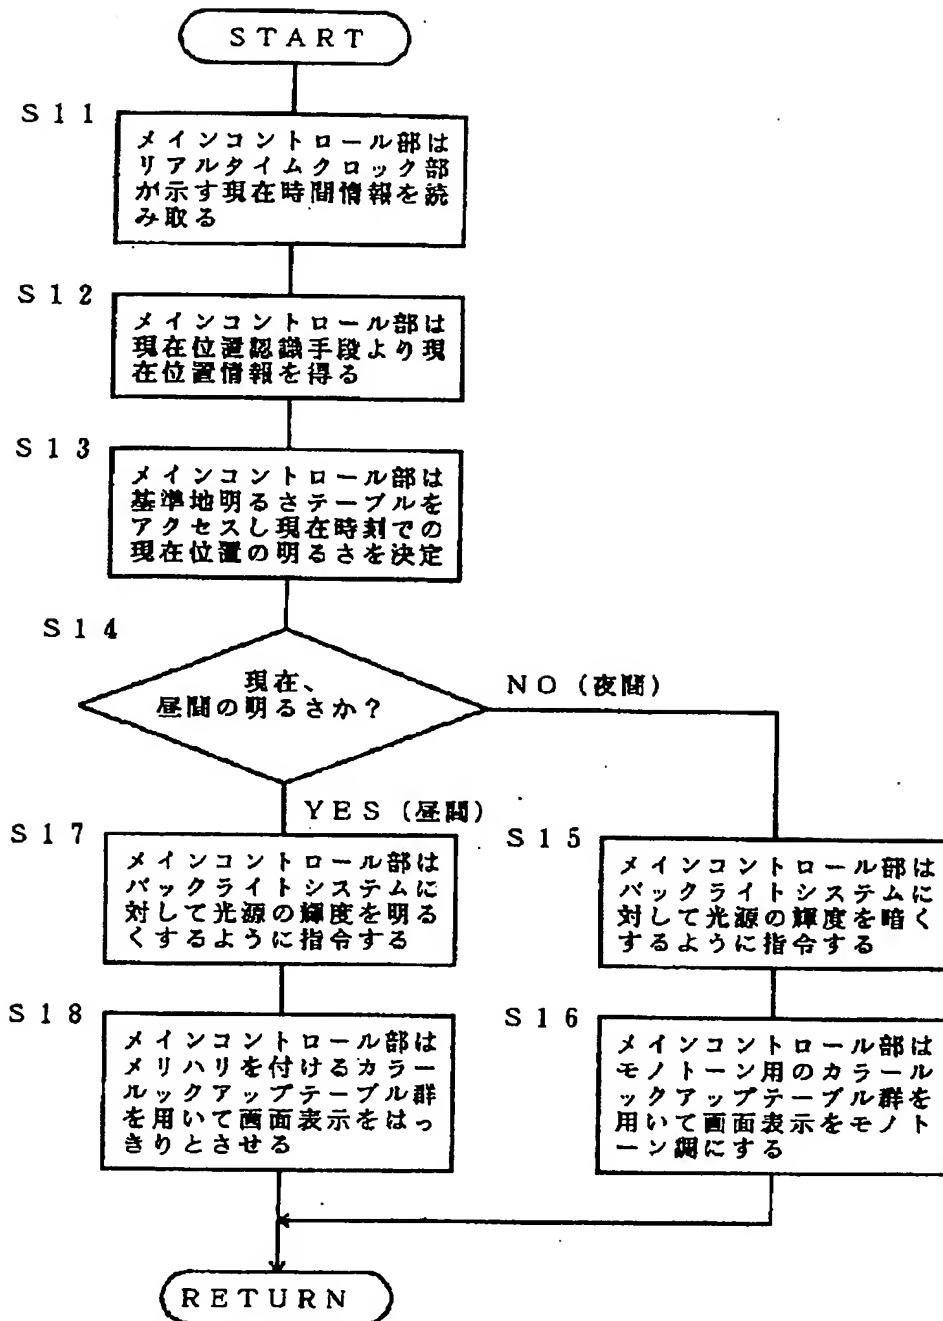 START
S11
メインコントロール部は
リアルタイムクロック部
が示す現在時間情報を読
み取る
S12
メインコントロール部は
現在位置認識手段より現
在位置情報を得る
S13
メインコントロール部は
基準地明るさテーブルを
アクセスし現在時刻での
現在位置の明るさを決定
S14
現在、
昼間の明るさか?
NO(夜間)
YES(昼間)
S17
メインコントロール部は
バックライトシステムに
対して光源の輝度を明る
くするように指令する
S15
メインコントロール部は
バックライトシステムに
対して光源の輝度を暗く
するように指令する
S18
メインコントロール部は
メリハリを付けるカラー
ルックアップテーブル群
を用いて画面表示をはっ
きりとさせる
S16
メインコントロール部は
モノトーン用のカラール
ックアップテーブル群を
用いて画面表示をモノト
ーン調にする
RETURN